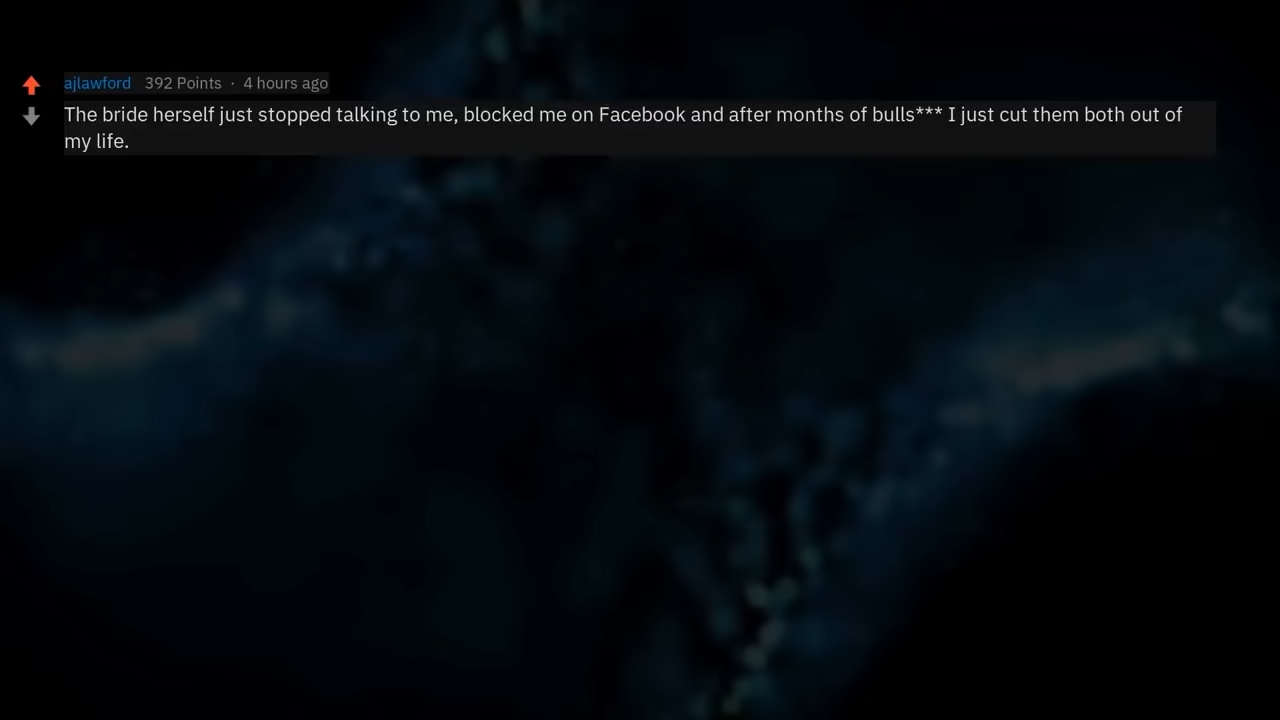 ajlawford 392 Points · 4 hours ago
The bride herself just stopped talking to me, blocked me on Facebook and after months of bulls*** I just cut them both out of
my life.